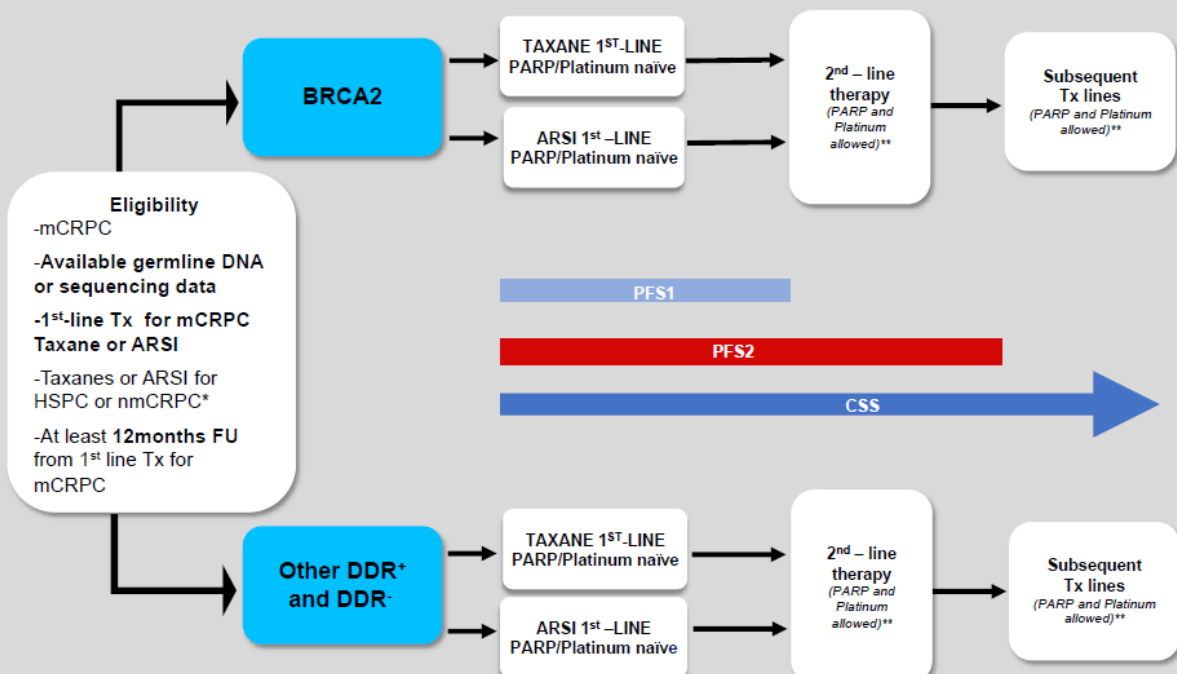 TAXANE 1ST-LINE
PARP/Platinum naïve
BRCA2
ARSI 1st –LINE
PARP/Platinum naïve
2nd – line
therapy
(PARP and
Platinum
allowed)**
Subsequent
Tx lines
(PARP and Platinum
allowed)**
Eligibility
-mCRPC
-Available germline DNA
or sequencing data
-1st-line Tx for mCRPC
Taxane or ARSI
-Taxanes or ARSI for
HSPC or nmCRPC*
-At least 12months FU
from 1st line Tx for
mCRPC
PFS1
PFS2
CSS
TAXANE 1ST-LINE
PARP/Platinum naïve
Other DDR+
and DDR-
ARSI 1st –LINE
PARP/Platinum naïve
2nd – line
therapy
(PARP and
Platinum
allowed)**
Subsequent
Tx lines
(PARP and Platinum
allowed)**